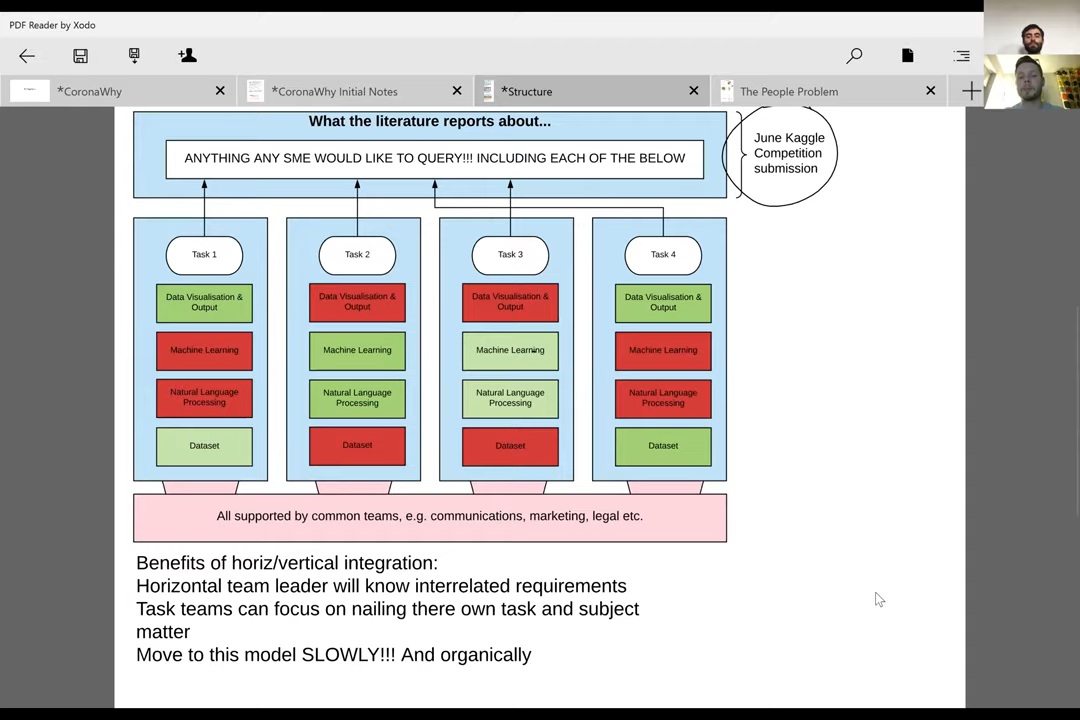 PDF Reader by Xodo
*CoronaWhy
*CoronaWhy Initial Notes
*Structure
The People Problem
What the literature reports about...
ANYTHING ANY SME WOULD LIKE TO QUERY!!! INCLUDING EACH OF THE BELOW
June Kaggle
Competition
submission
Task 1
Task 2
Task 3
Task 4
Data Visualisation &
Output
Data Visualisation &
Output
Data Visualisation &
Output
Data Visualisation &
Output
Machine Learning
Machine Learning
Machine Learning
Machine Learning
Natural Language
Processing
Natural Language
Processing
Natural Language
Processing
Natural Language
Processing
Dataset
Dataset
Dataset
Dataset
All supported by common teams, e.g. communications, marketing, legal etc.
Benefits of horiz/vertical integration:
Horizontal team leader will know interrelated requirements
Task teams can focus on nailing there own task and subject
matter
Move to this model SLOWLY!!! And organically